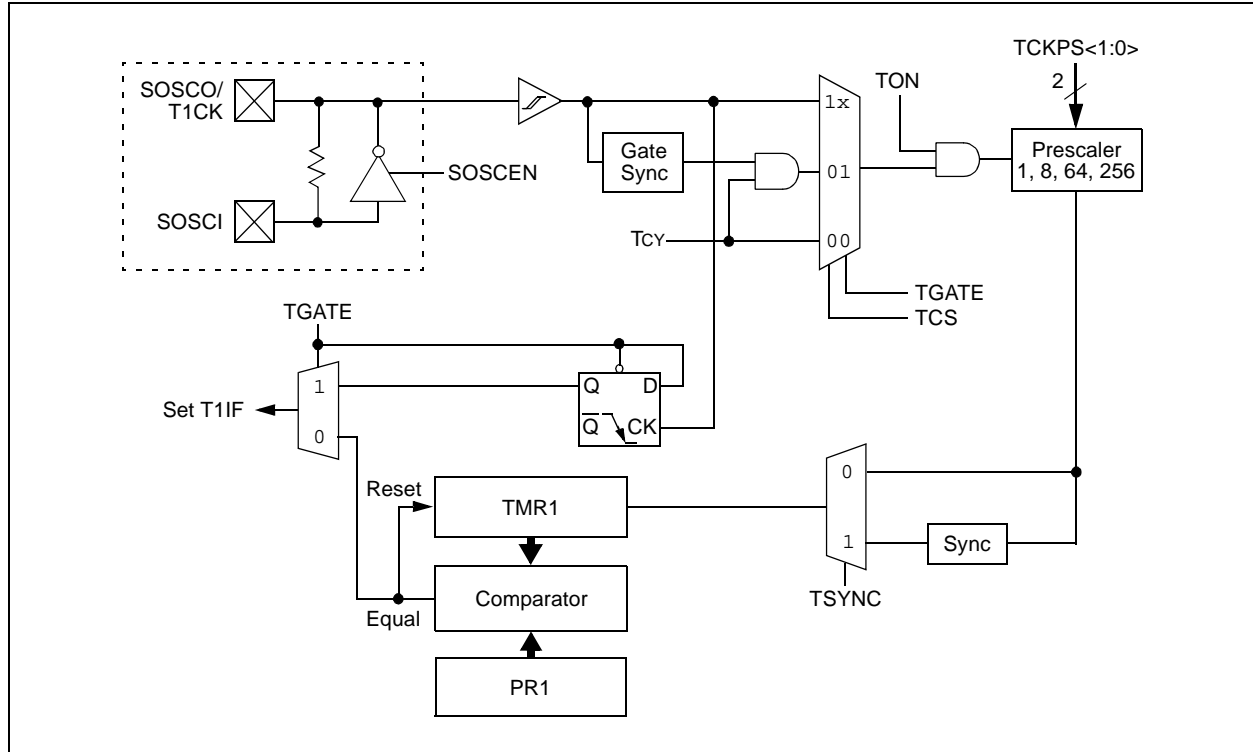 TCKPS<1:0>
2
SOSCO/
T1CK
TON
1x
Gate
Sync
Prescaler
1, 8, 64, 256
SOSCEN
01
SOSCI
TCY
00
TGATE
TCS
TGATE
1
Q
D
Set T1IF
Q
CK
0
Reset
TMR1
0
1
Sync
Comparator
TSYNC
Equal
PR1